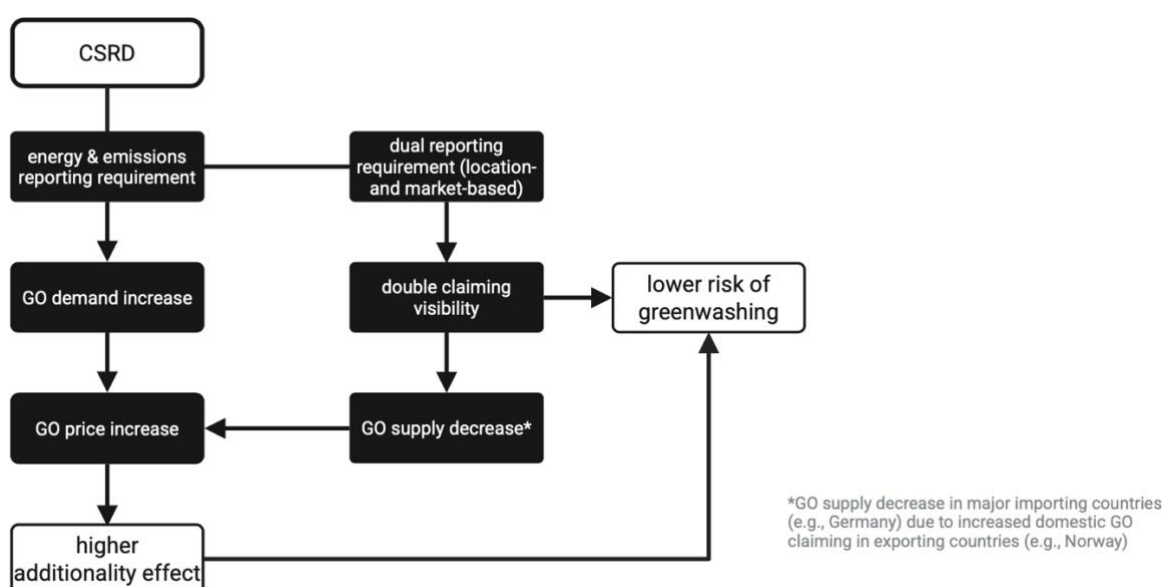 CSRD
energy & emissions
reporting requirement
dual reporting
requirement (location-
and market-based)
GO demand increase
double claiming
visibility
lower risk of
greenwashing
GO price increase
GO supply decrease*
higher
additionality effect
*GO supply decrease in major importing countries
(e.g., Germany) due to increased domestic GO
claiming in exporting countries (e.g., Norway)